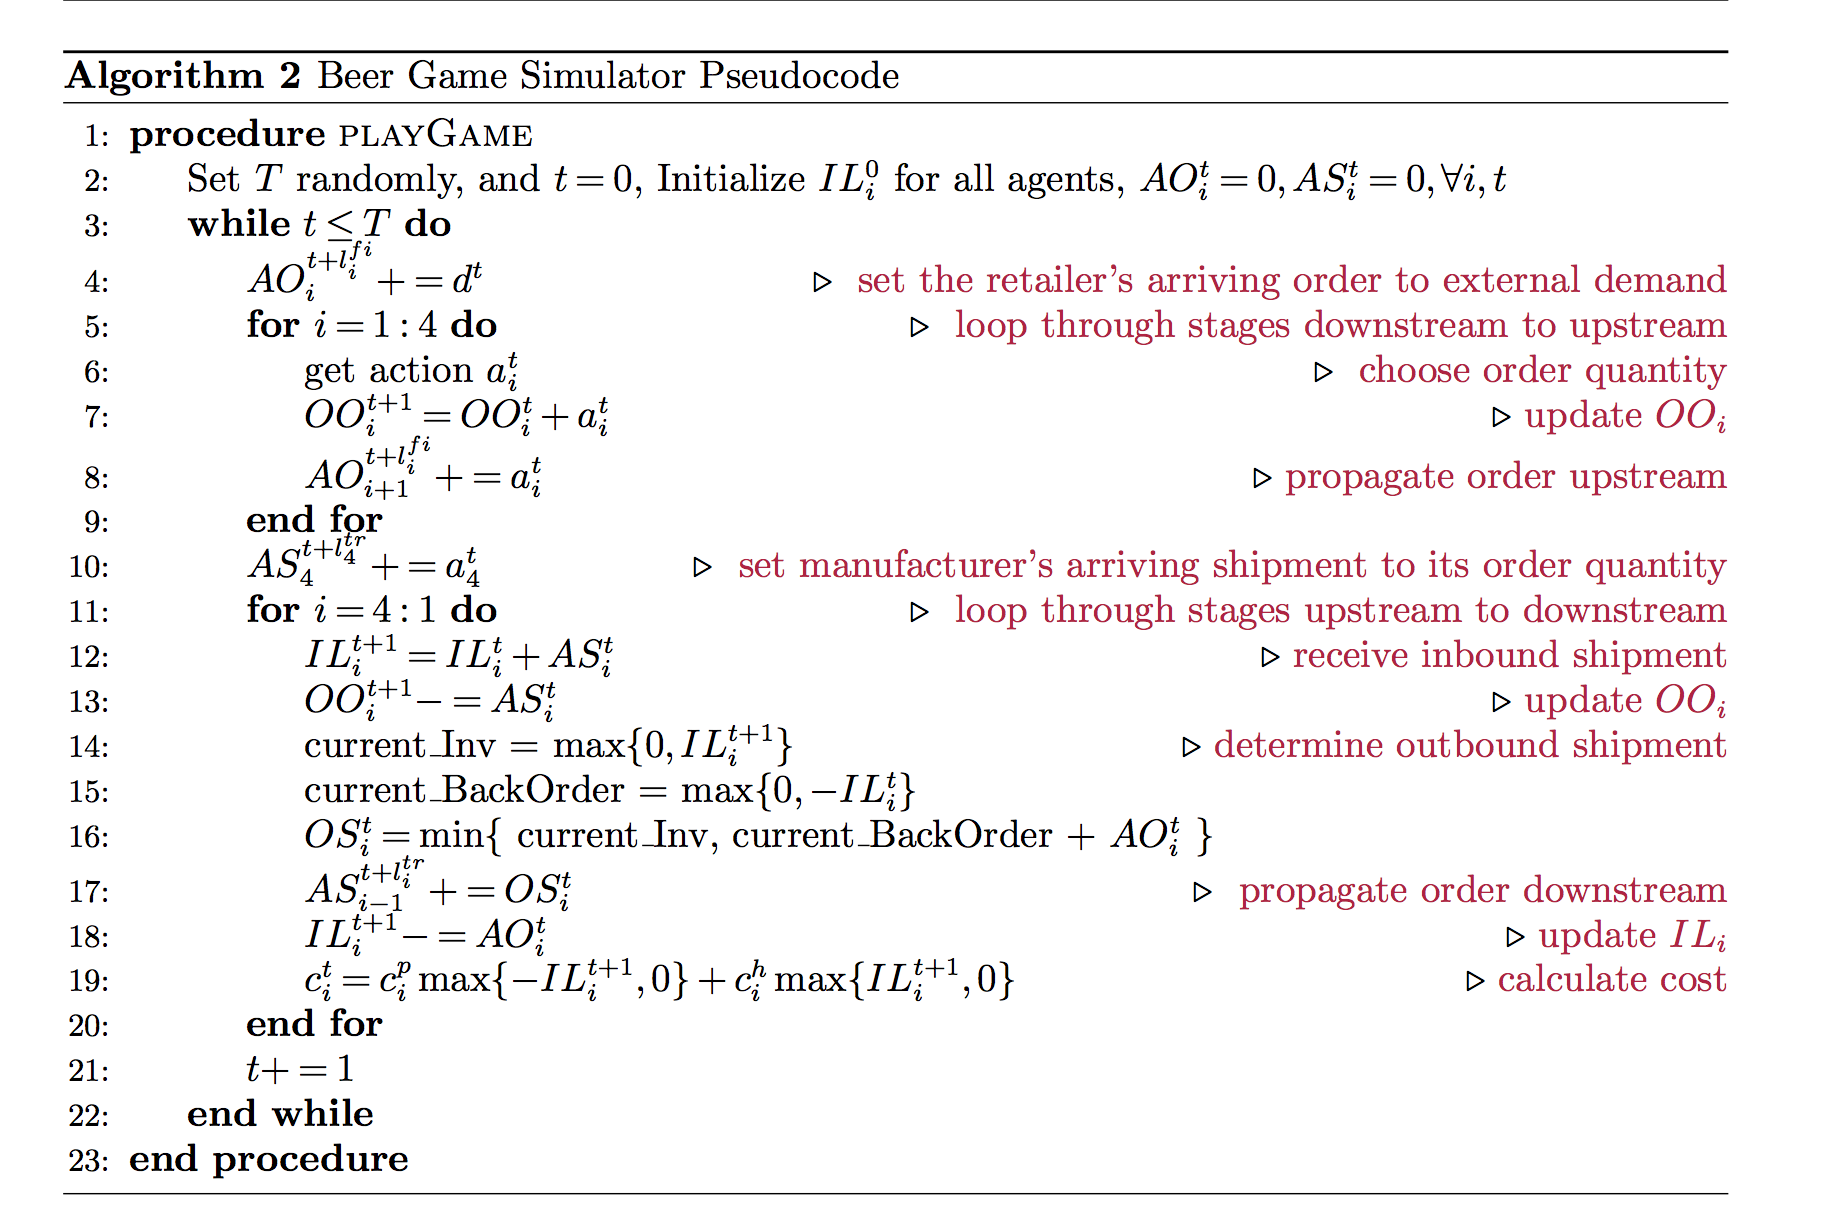 Algorithm 2 Beer Game Simulator Pseudocode
1: procedure PLAYGAME
2: Set T randomly, and t = 0, Initialize IL_i^0 for all agents, AO_i^t = 0, AS_i^t = 0, ∀i, t
3: while t ≤ T do
4: AO_i^{t+l_i^{fi}} += d^t ▷ set the retailer's arriving order to external demand
5: for i = 1 : 4 do ▷ loop through stages downstream to upstream
6: get action a_i^t ▷ choose order quantity
7: OO_i^{t+1} = OO_i^t + a_i^t ▷ update OO_i
8: AO_{i+1}^{t+l_i^{fi}} += a_i^t ▷ propagate order upstream
9: end for
10: AS_4^{t+l_4^{tr}} += a_4^t ▷ set manufacturer's arriving shipment to its order quantity
11: for i = 4 : 1 do ▷ loop through stages upstream to downstream
12: IL_i^{t+1} = IL_i^t + AS_i^t ▷ receive inbound shipment
13: OO_i^{t+1} −= AS_i^t ▷ update OO_i
14: current_Inv = max{0, IL_i^{t+1}} ▷ determine outbound shipment
15: current_BackOrder = max{0, −IL_i^t}
16: OS_i^t = min{ current_Inv, current_BackOrder + AO_i^t }
17: AS_{i−1}^{t+l_i^{tr}} += OS_i^t ▷ propagate order downstream
18: IL_i^{t+1} −= AO_i^t ▷ update IL_i
19: c_i^t = c_i^p max{−IL_i^{t+1}, 0} + c_i^h max{IL_i^{t+1}, 0} ▷ calculate cost
20: end for
21: t += 1
22: end while
23: end procedure